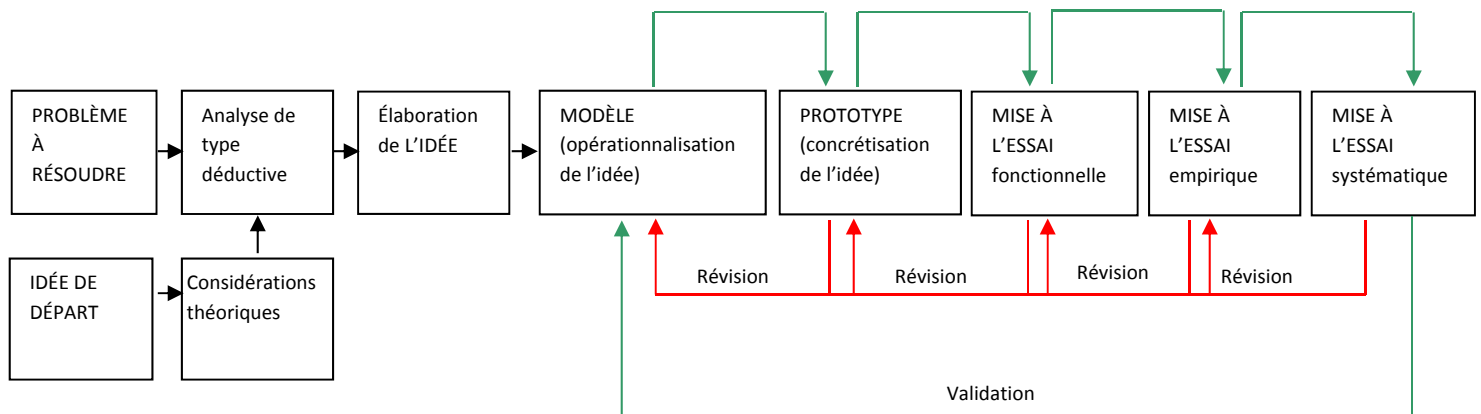 PROBLÈME
À
RÉSOUDRE
Analyse de
type
déductive
Élaboration
de L’IDÉE
MODÈLE
(opérationnalisation
de l’idée)
PROTOTYPE
(concrétisation
de l’idée)
MISE À
L’ESSAI
fonctionnelle
MISE À
L’ESSAI
empirique
MISE À
L’ESSAI
systématique
IDÉE DE
DÉPART
Considérations
théoriques
Révision
Révision
Révision
Révision
Validation